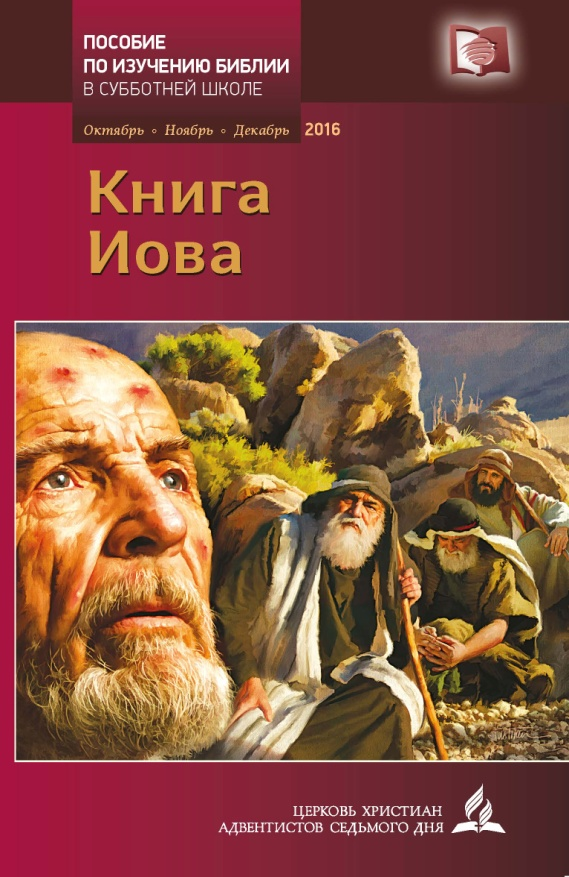 ПОСОБИЕ
ПО ИЗУЧЕНИЮ БИБЛИИ
В СУББОТНЕЙ ШКОЛЕ
Октябрь ◦ Ноябрь ◦ Декабрь 2016
Книга
Иова
ЦЕРКОВЬ ХРИСТИАН
АДВЕНТИСТОВ СЕДЬМОГО ДНЯ